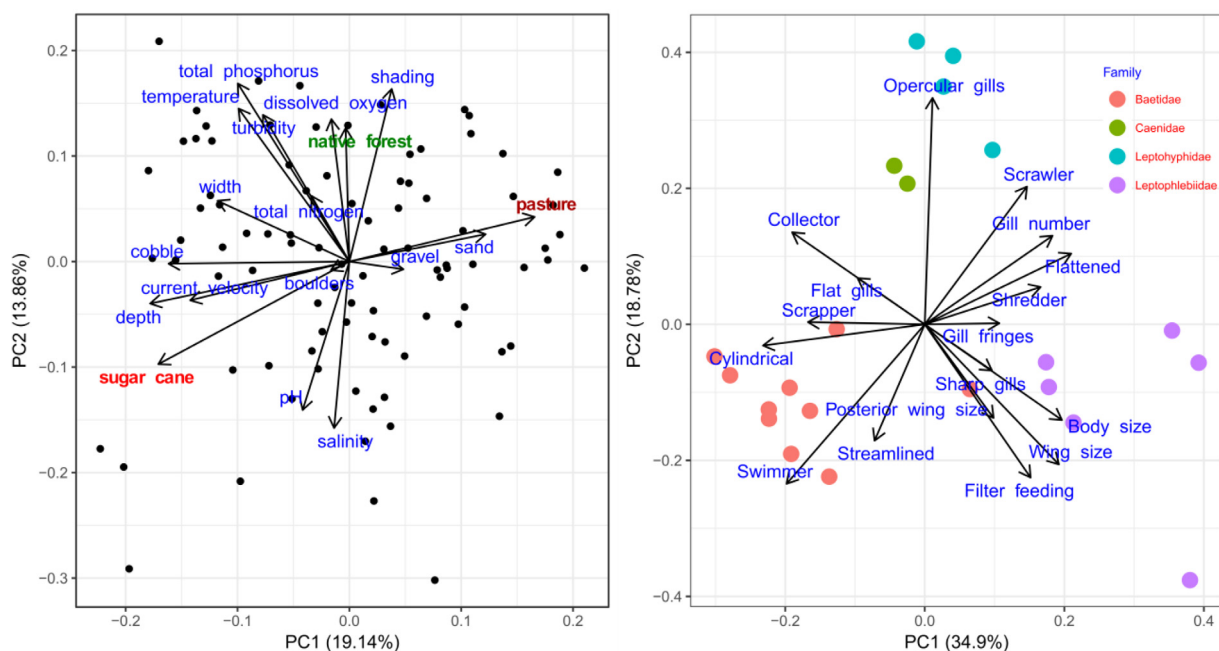 0.2
0.1
0.0
−0.1
−0.2
−0.3
PC2 (13.86%)
total phosphorus
shading
temperature
dissolved oxygen
turbidity
native forest
width
total nitrogen
pasture
cobble
gravel
sand
current velocity
boulders
depth
sugar cane
pH
salinity
−0.2
−0.1
0.0
0.1
0.2
PC1 (19.14%)
0.4
0.2
0.0
−0.2
−0.4
PC2 (18.78%)
Opercular gills
Family
Baetidae
Caenidae
Leptohyphidae
Leptophlebiidae
Scrawler
Collector
Gill number
Flattened
Flat gills
Shredder
Scrapper
Gill fringes
Cylindrical
Sharp gills
Posterior wing size
Body size
Streamlined
Wing size
Swimmer
Filter feeding
−0.2
0.0
0.2
0.4
PC1 (34.9%)